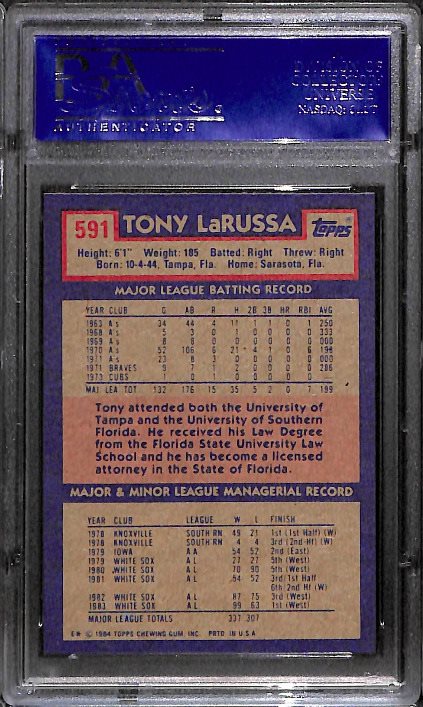 PSA
AUTHENTICATOR
DIVISION OF
COLLECTORS
UNIVERSE
NASDAQ: CLCT
591 TONY LaRUSSA Topps
Height: 6'1" Weight: 185 Batted: Right Threw: Right
Born: 10-4-44, Tampa, Fla. Home: Sarasota, Fla.
MAJOR LEAGUE BATTING RECORD
YEAR CLUB G AB R H 2B 3B HR RBI AVG
1963 A's 34 44 4 11 1 1 0 1 .250
1968 A's 5 3 0 1 0 0 0 0 .333
1969 A's 8 8 0 0 0 0 0 0 .000
1970 A's 52 106 6 21 4 1 0 6 .198
1971 A's 23 8 3 0 0 0 0 0 .000
1971 BRAVES 9 7 1 2 0 0 0 0 .286
1973 CUBS 1 0 1 0 0 0 0 0
MAJ LEA TOT 132 176 15 35 5 2 0 7 .199
Tony attended both the University of
Tampa and the University of Southern
Florida. He received his Law Degree
from the Florida State University Law
School and he has become a licensed
attorney in the State of Florida.
MAJOR & MINOR LEAGUE MANAGERIAL RECORD
YEAR CLUB LEAGUE W L FINISH
1978 KNOXVILLE SOUTH RN 49 21 1st (1st Half) (W)
1978 KNOXVILLE SOUTH RN 4 4 3rd (2nd Hf) (W)
1979 IOWA A A 54 52 2nd (East)
1979 WHITE SOX A L 27 27 5th (West)
1980 WHITE SOX A L 70 90 5th (West)
1981 WHITE SOX A L 54 52 3rd 1st Half
6th 2nd Hf (W)
1982 WHITE SOX A L 87 75 3rd (West)
1983 WHITE SOX A L 99 63 1st (West)
MAJOR LEAGUE TOTALS 337 307
© 1984 TOPPS CHEWING GUM, INC. PRTD IN U.S.A.